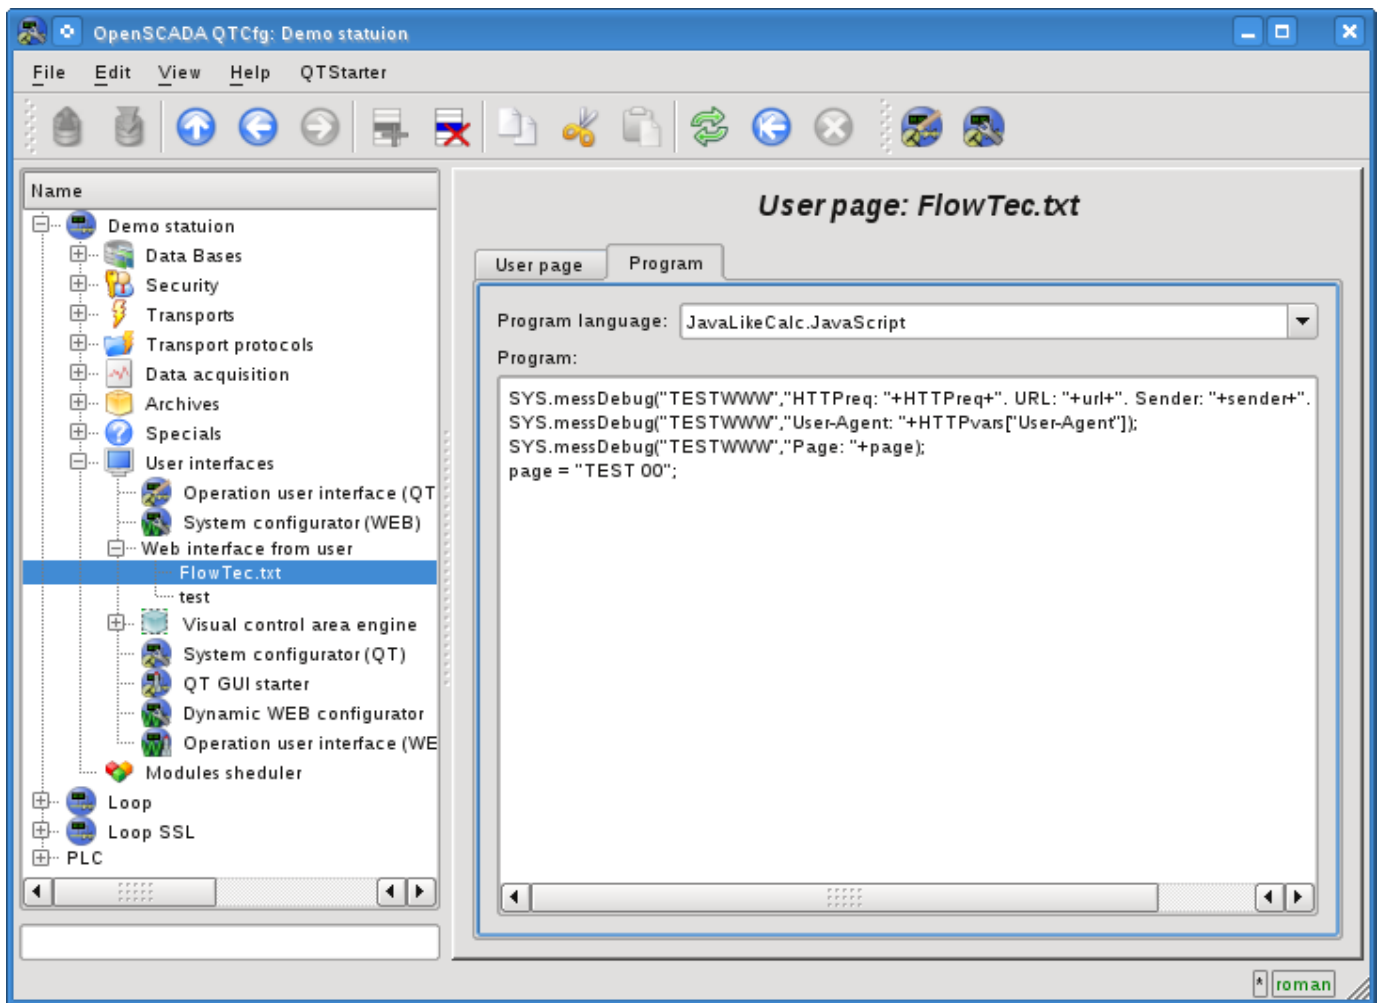 OpenSCADA QTCfg: Demo statuion
File Edit View Help QTStarter
Name
Demo statuion
Data Bases
Security
Transports
Transport protocols
Data acquisition
Archives
Specials
User interfaces
Operation user interface (QT
System configurator (WEB)
Web interface from user
FlowTec.txt
test
Visual control area engine
System configurator (QT)
QT GUI starter
Dynamic WEB configurator
Operation user interface (WE
Modules sheduler
Loop
Loop SSL
PLC
User page: FlowTec.txt
User page Program
Program language: JavaLikeCalc.JavaScript
Program:
SYS.messDebug("TESTWWW","HTTPreq: "+HTTPreq+". URL: "+url+". Sender: "+sender+".
SYS.messDebug("TESTWWW","User-Agent: "+HTTPvars["User-Agent"]);
SYS.messDebug("TESTWWW","Page: "+page);
page = "TEST 00";
* roman